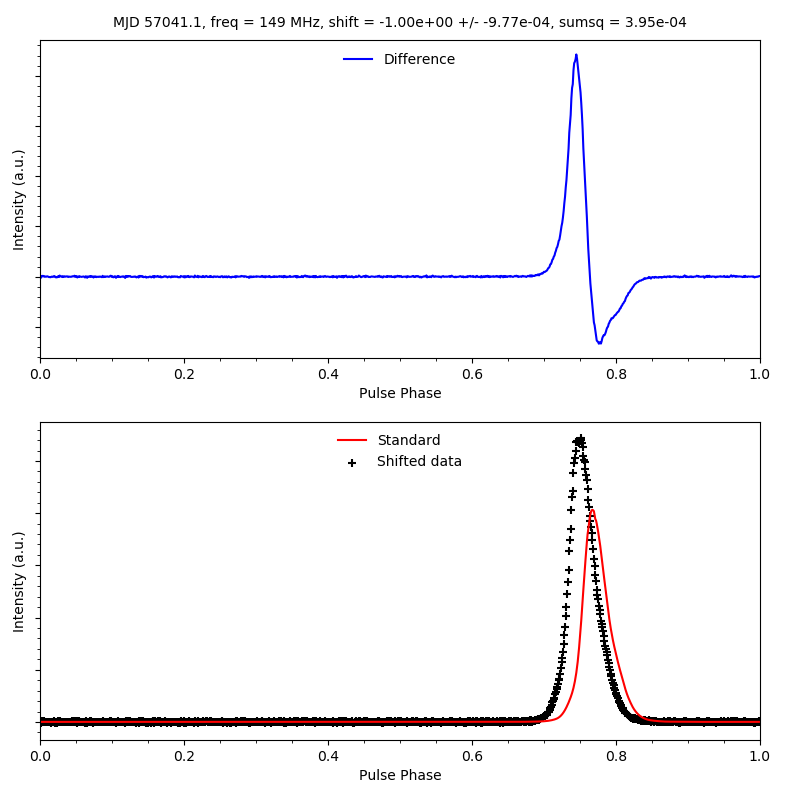 MJD 57041.1, freq = 149 MHz, shift = -1.00e+00 +/- -9.77e-04, sumsq = 3.95e-04
Difference
Intensity (a.u.)
0.0 0.2 0.4 0.6 0.8 1.0
Pulse Phase
Standard
Shifted data
Intensity (a.u.)
0.0 0.2 0.4 0.6 0.8 1.0
Pulse Phase